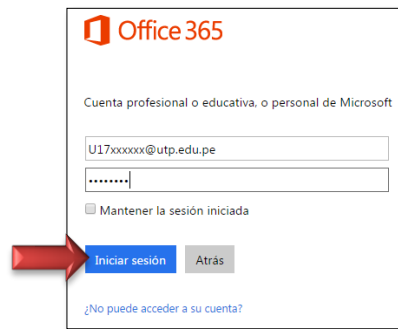 Office 365
Cuenta profesional o educativa, o personal de Microsoft
U17xxxxxx@utp.edu.pe
••••••••
Mantener la sesión iniciada
Iniciar sesión Atrás
¿No puede acceder a su cuenta?